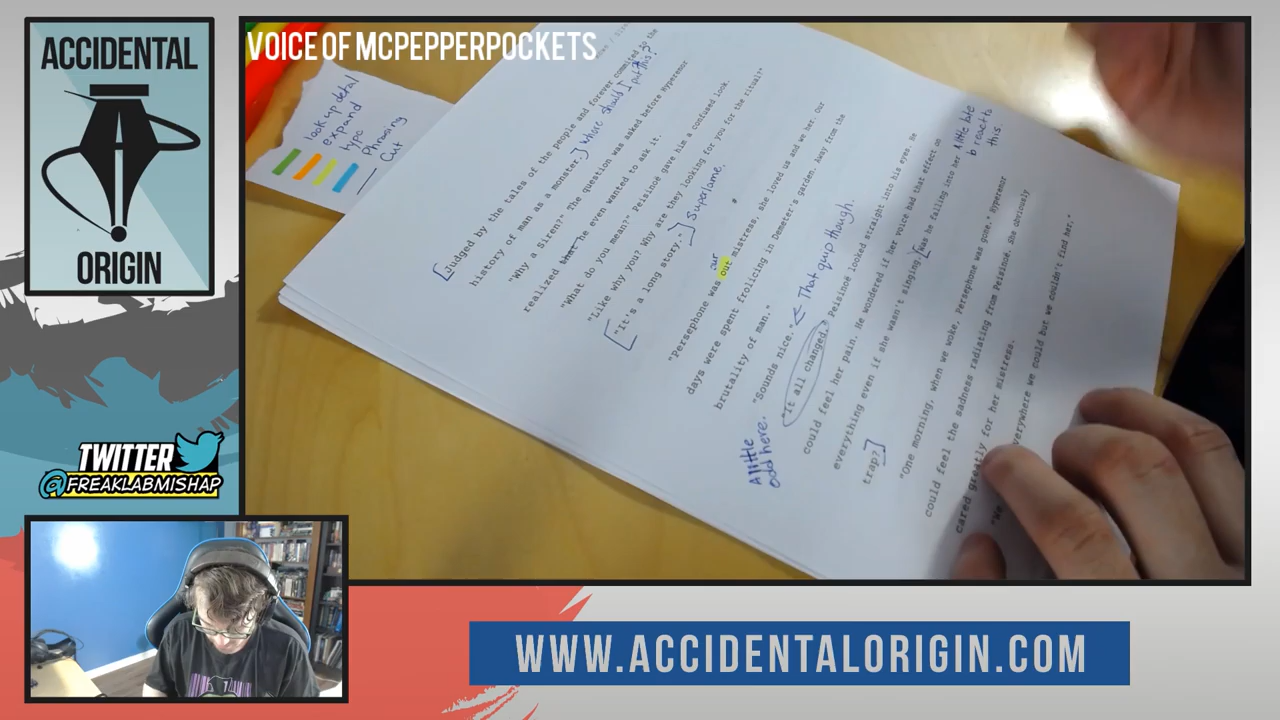 ACCIDENTAL
ORIGIN
VOICE OF MCPEPPERPOCKETS
look up detail
expand
typo
Phrasing
Cut
[Judged by the tales of the people and forever commited to the
history of man as a monster.] Where should I put this?
"Why a Siren?" The question was asked before Hyperenor
realized that he even wanted to ask it.
"What do you mean?" Peisinoë gave him a confused look.
"Like why you? Why are they looking for you for the ritual?"
["It's a long story."] Superlame.
our
"Persephone was out mistress, she loved us and we her. Our
days were spent frolicing in Demeter's garden. Away from the
brutality of man."
"Sounds nice." <- That quip though.
A little
odd here.
"It all changed." Peisinoë looked straight into his eyes. He
could feel her pain. He wondered if her voice had that effect on
everything even if she wasn't singing. [Was he falling into her
trap?]
A little late
to react to
this.
"One morning, when we woke, Persephone was gone." Hyperenor
could feel the sadness radiating from Peisinoë. She obviously
cared greatly for her mistress.
"We everywhere we could but we couldn't find her."
TWITTER
@FREAKLABMISHAP
WWW.ACCIDENTALORIGIN.COM